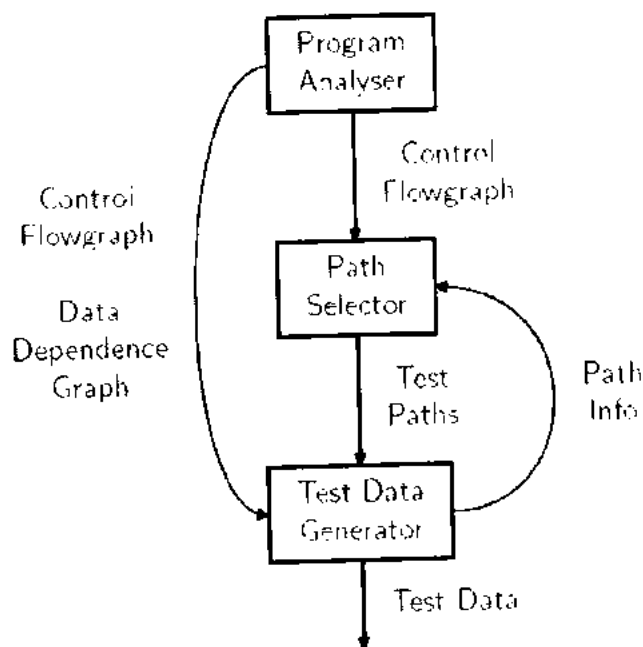 Program
Analyser
Control
Flowgraph
Control
Flowgraph
Path
Selector
Data
Dependence
Graph
Test
Paths
Path
Info
Test Data
Generator
Test Data